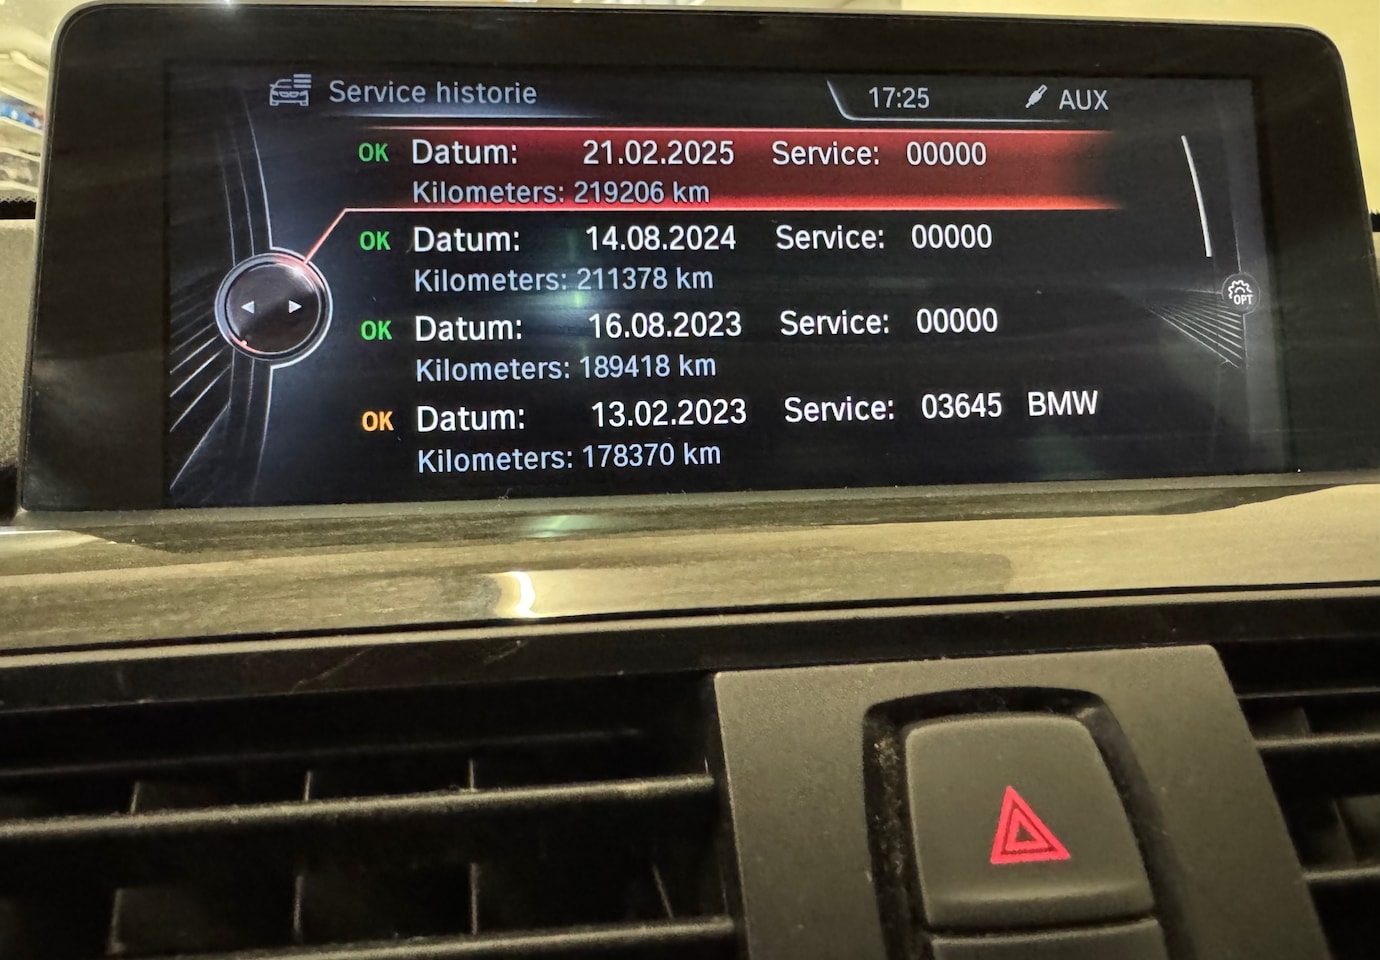 Service historie 17:25 AUX
OK Datum: 21.02.2025 Service: 00000
Kilometers: 219206 km
OK Datum: 14.08.2024 Service: 00000
Kilometers: 211378 km
OK Datum: 16.08.2023 Service: 00000
Kilometers: 189418 km
OK Datum: 13.02.2023 Service: 03645 BMW
Kilometers: 178370 km
OPT